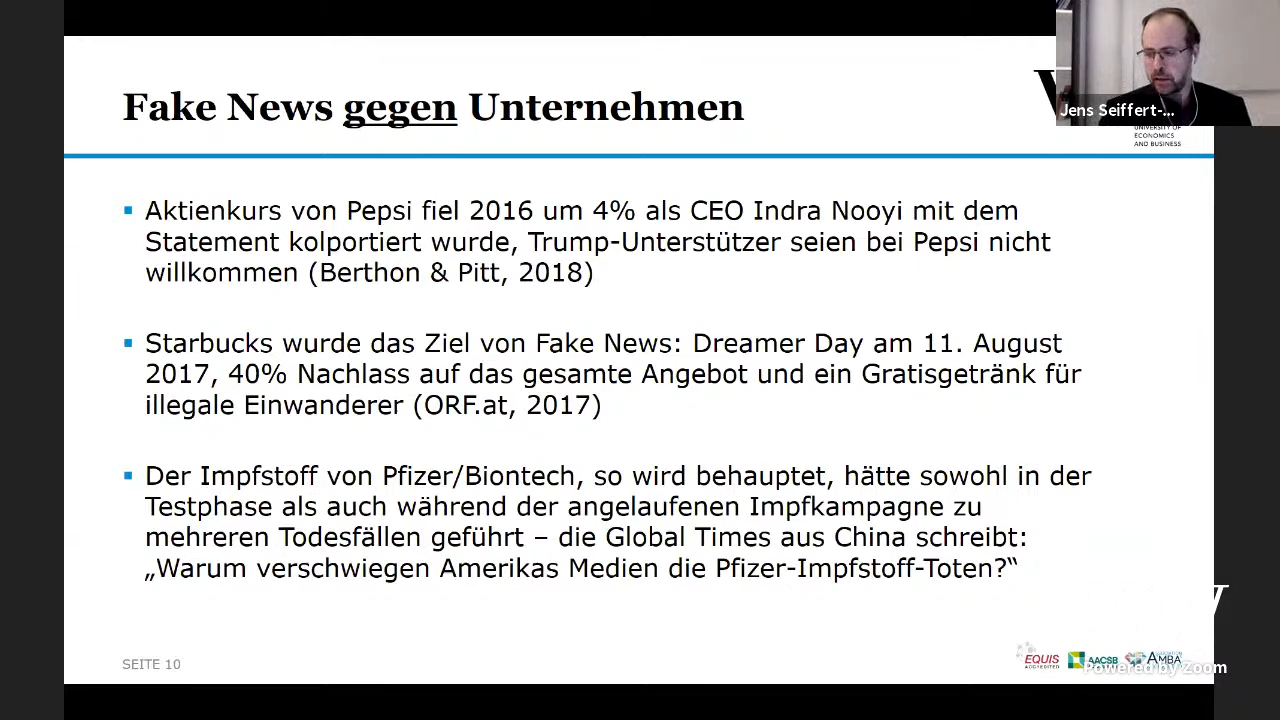 Fake News gegen Unternehmen
Jens Seiffert-...
UNIVERSITY OF
ECONOMICS
AND BUSINESS
▪ Aktienkurs von Pepsi fiel 2016 um 4% als CEO Indra Nooyi mit dem
Statement kolportiert wurde, Trump-Unterstützer seien bei Pepsi nicht
willkommen (Berthon & Pitt, 2018)
▪ Starbucks wurde das Ziel von Fake News: Dreamer Day am 11. August
2017, 40% Nachlass auf das gesamte Angebot und ein Gratisgetränk für
illegale Einwanderer (ORF.at, 2017)
▪ Der Impfstoff von Pfizer/Biontech, so wird behauptet, hätte sowohl in der
Testphase als auch während der angelaufenen Impfkampagne zu
mehreren Todesfällen geführt – die Global Times aus China schreibt:
„Warum verschwiegen Amerikas Medien die Pfizer-Impfstoff-Toten?“
SEITE 10
EQUIS
ACCREDITED
AACSB
AMBA
Powered by Zoom